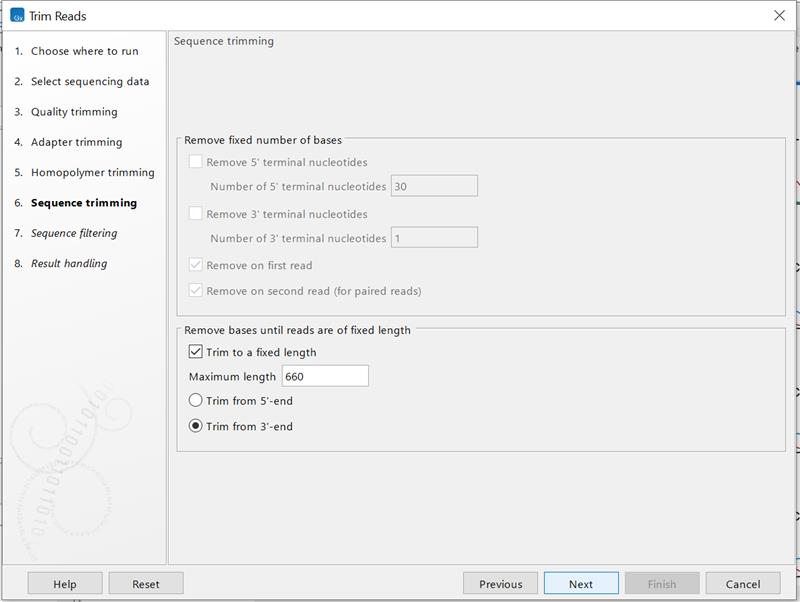 Gx Trim Reads
1. Choose where to run
2. Select sequencing data
3. Quality trimming
4. Adapter trimming
5. Homopolymer trimming
6. Sequence trimming
7. Sequence filtering
8. Result handling
Sequence trimming
Remove fixed number of bases
Remove 5' terminal nucleotides
Number of 5' terminal nucleotides 30
Remove 3' terminal nucleotides
Number of 3' terminal nucleotides 1
Remove on first read
Remove on second read (for paired reads)
Remove bases until reads are of fixed length
Trim to a fixed length
Maximum length 660
Trim from 5'-end
Trim from 3'-end
Help Reset Previous Next Finish Cancel